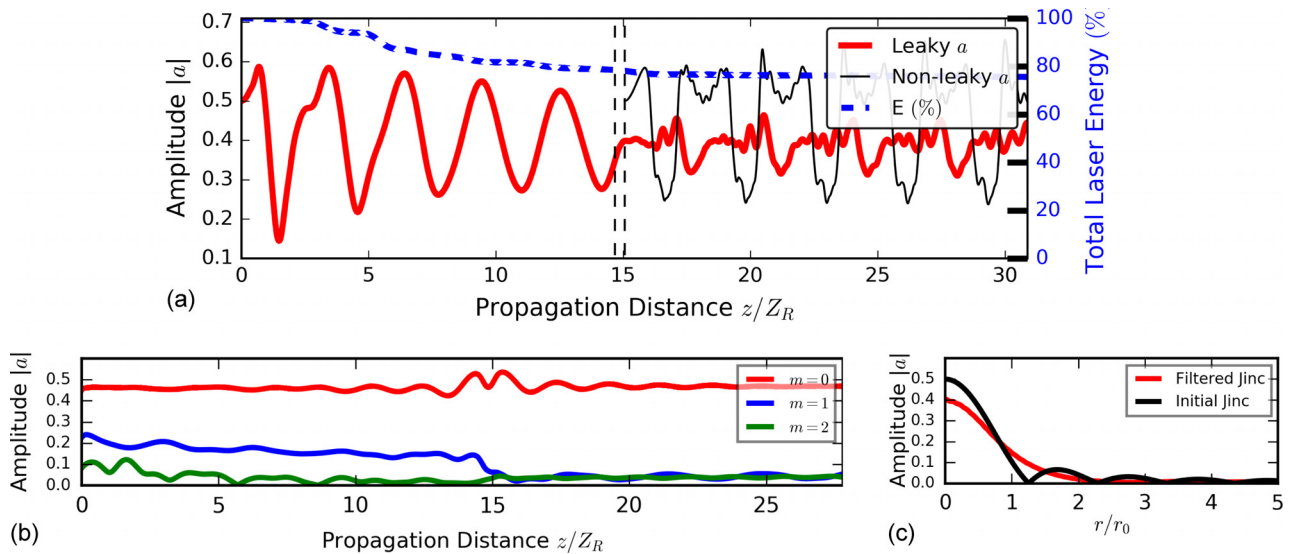 0.7
0.6
0.5
0.4
0.3
0.2
0.1
Amplitude |a|
0 5 10 15 20 25 30
Propagation Distance z/Z_R
100
80
60
40
20
0
Total Laser Energy (%)
Leaky a
Non-leaky a
E (%)
(a)
0.5
0.4
0.3
0.2
0.1
0.0
Amplitude |a|
0 5 10 15 20 25
Propagation Distance z/Z_R
m=0
m=1
m=2
(b)
0.5
0.4
0.3
0.2
0.1
0.0
Amplitude |a|
0 1 2 3 4 5
r/r_0
Filtered Jinc
Initial Jinc
(c)